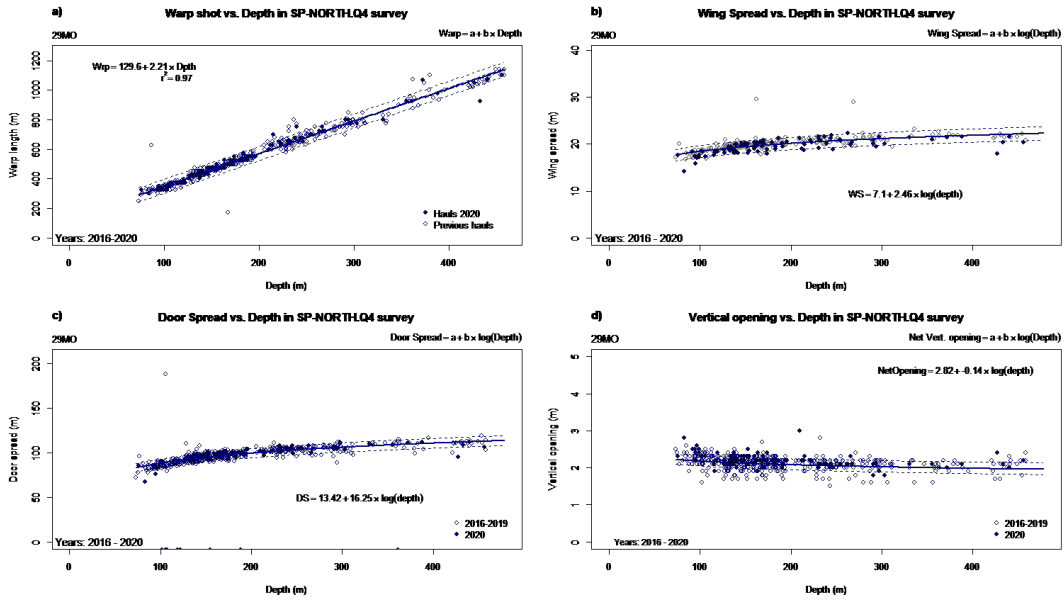 a) Warp shot vs. Depth in SP-NORTH.Q4 survey
29MO
Warp = a + b × Depth
Wrp = 129.6 + 2.21 × Dpth
r² = 0.97
1200
1000
800
600
400
200
0
Warp length (m)
Hauls 2020
Previous hauls
Years: 2016-2020
0 100 200 300 400
Depth (m)
b) Wing Spread vs. Depth in SP-NORTH.Q4 survey
29MO
Wing Spread = a + b × log(Depth)
40
30
20
10
0
Wing spread (m)
WS = 7.1 + 2.46 × log(depth)
Years: 2016 - 2020
0 100 200 300 400
Depth (m)
c) Door Spread vs. Depth in SP-NORTH.Q4 survey
29MO
Door Spread = a + b × log(Depth)
200
150
100
50
0
Door spread (m)
DS = 13.42 + 16.25 × log(depth)
2016-2019
2020
Years: 2016 - 2020
0 100 200 300 400
Depth (m)
d) Vertical opening vs. Depth in SP-NORTH.Q4 survey
29MO
Net Vert. opening = a + b × log(Depth)
NetOpening = 2.82 + -0.14 × log(depth)
5
4
3
2
1
0
Vertical opening (m)
2016-2019
2020
Years: 2016 - 2020
0 100 200 300 400
Depth (m)